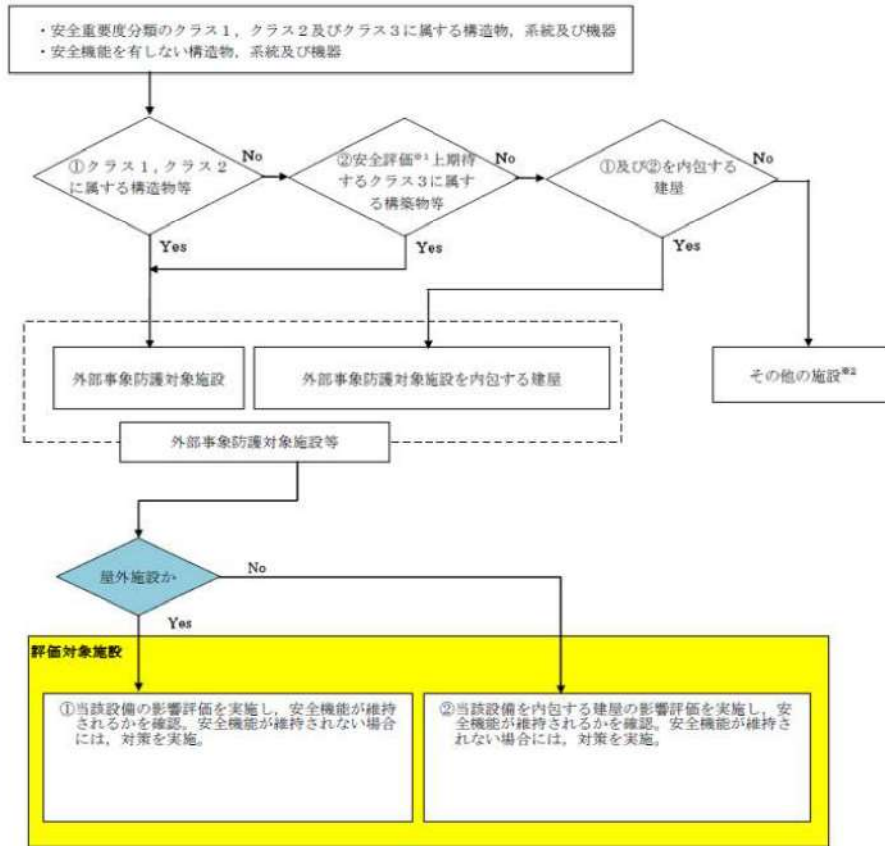 ・安全重要度分類のクラス1,クラス2及びクラス3に属する構造物,系統及び機器
・安全機能を有しない構造物,系統及び機器
①クラス1,クラス2
に属する構造物等
No
②安全評価※1上期待
するクラス3に属す
る構築物等
No
①及び②を内包する
建屋
No
Yes
Yes
Yes
外部事象防護対象施設
外部事象防護対象施設を内包する建屋
その他の施設※2
外部事象防護対象施設等
屋外施設か
No
Yes
評価対象施設
①当該設備の影響評価を実施し,安全機能が維持
されるかを確認。安全機能が維持されない場合
には,対策を実施。
②当該設備を内包する建屋の影響評価を実施し,安
全機能が維持されるかを確認。安全機能が維持さ
れない場合には,対策を実施。